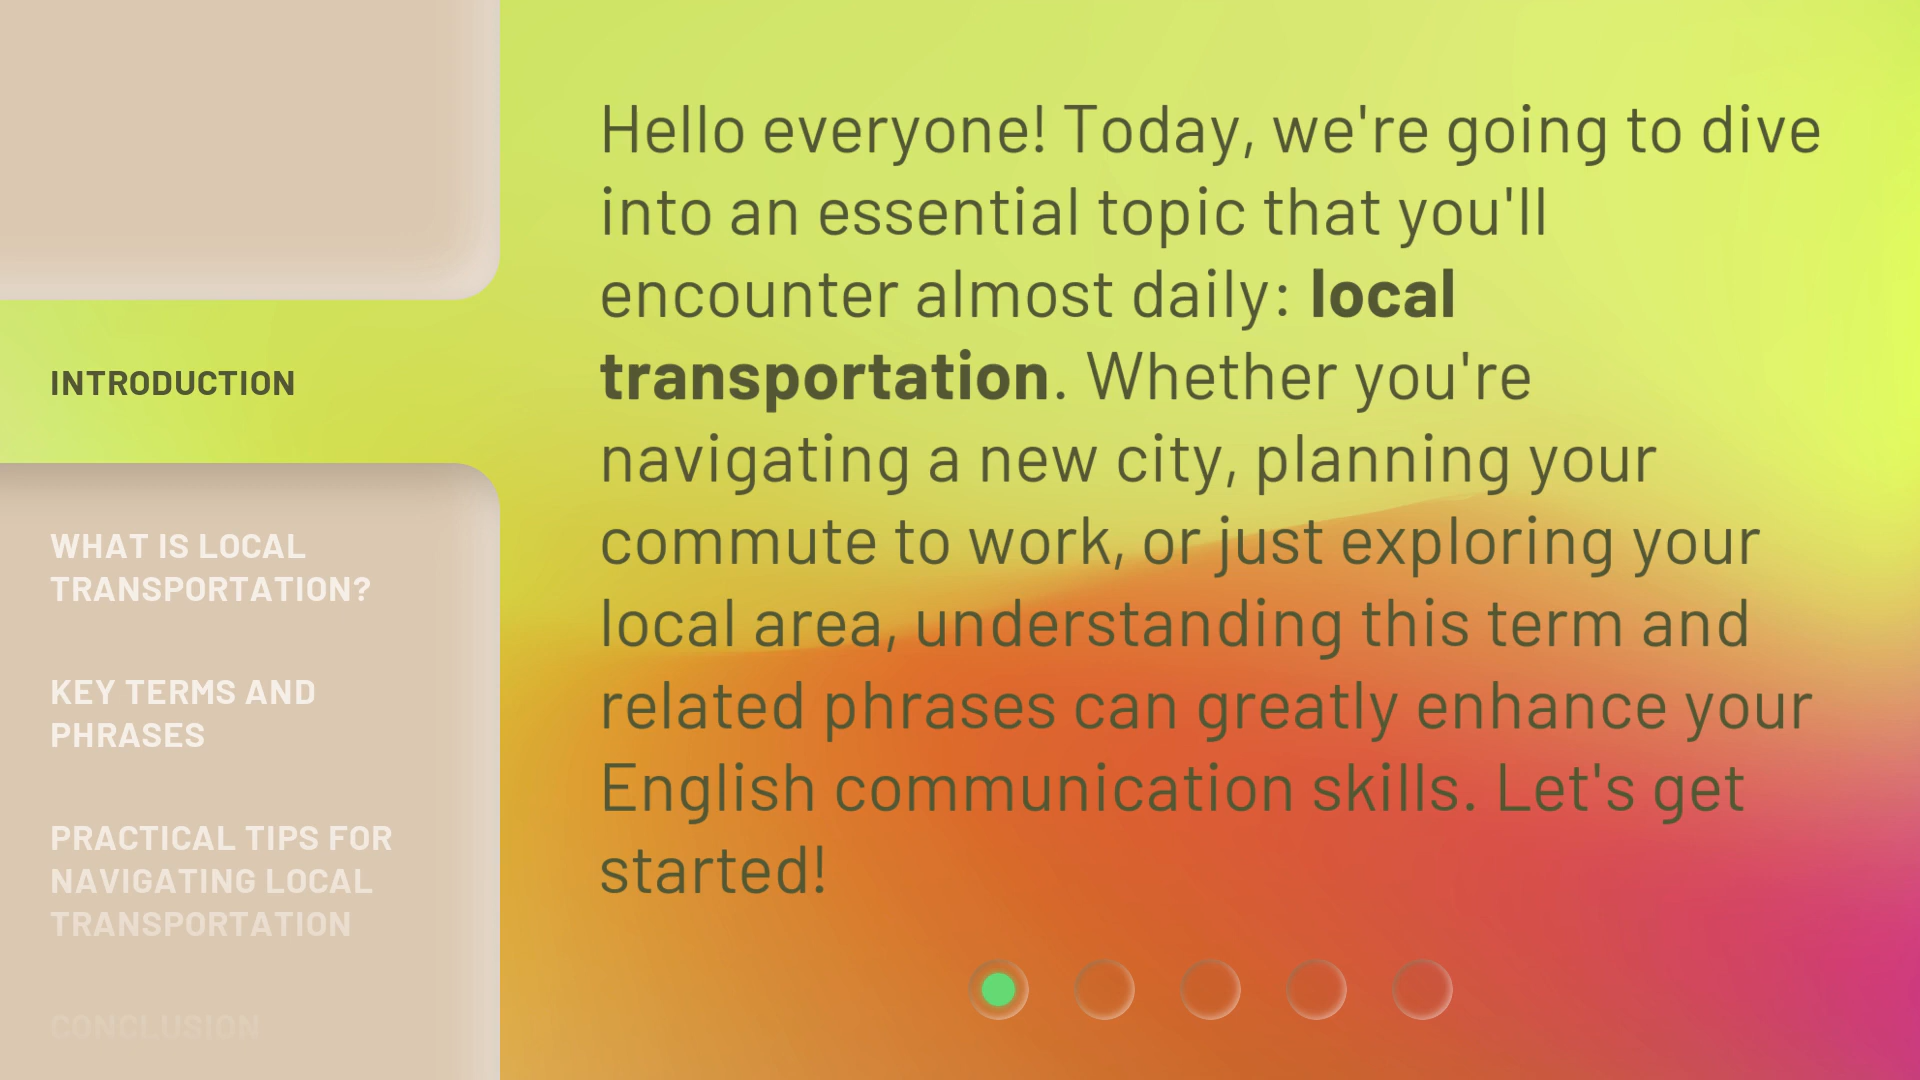 INTRODUCTION
WHAT IS LOCAL
TRANSPORTATION?
KEY TERMS AND
PHRASES
PRACTICAL TIPS FOR
NAVIGATING LOCAL
TRANSPORTATION
CONCLUSION
Hello everyone! Today, we're going to dive
into an essential topic that you'll
encounter almost daily: local
transportation. Whether you're
navigating a new city, planning your
commute to work, or just exploring your
local area, understanding this term and
related phrases can greatly enhance your
English communication skills. Let's get
started!